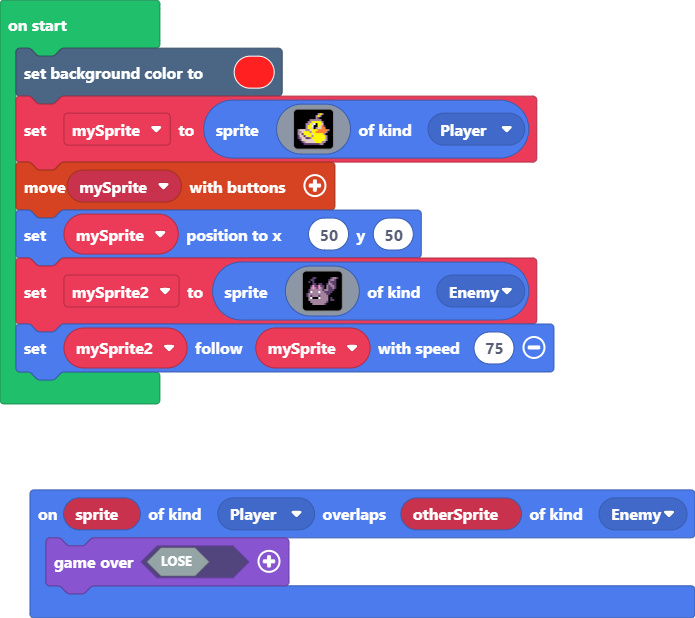 on start
set background color to
set mySprite to sprite of kind Player
move mySprite with buttons
set mySprite position to x 50 y 50
set mySprite2 to sprite of kind Enemy
set mySprite2 follow mySprite with speed 75
on sprite of kind Player overlaps otherSprite of kind Enemy
game over LOSE